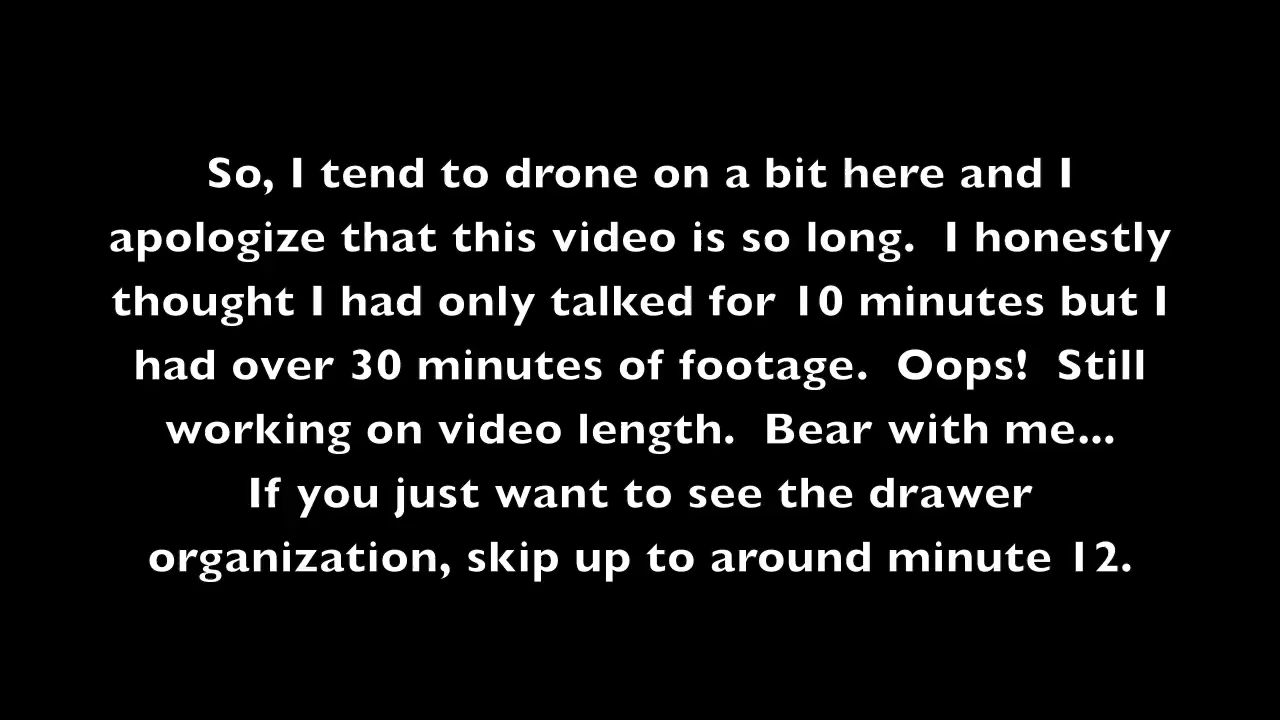 So, I tend to drone on a bit here and I
apologize that this video is so long.  I honestly
thought I had only talked for 10 minutes but I
had over 30 minutes of footage.  Oops!  Still
working on video length.  Bear with me...
If you just want to see the drawer
organization, skip up to around minute 12.